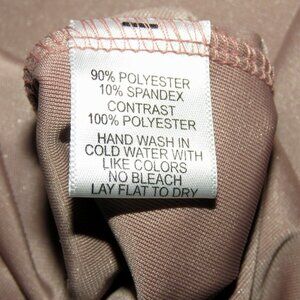 90% POLYESTER
10% SPANDEX
CONTRAST
100% POLYESTER
HAND WASH IN
COLD WATER WITH
LIKE COLORS
NO BLEACH
LAY FLAT TO DRY